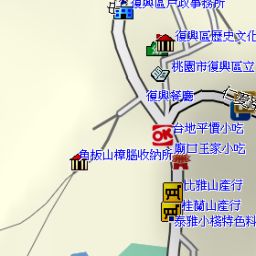 復興區戶政事務所
復興區歷史文化
桃園市復興區立
復興餐廳
台地平價小吃
廟口王家小吃
角板山樟腦收納所
比雅山產行
桂蘭山產行
泰雅小棧特色料